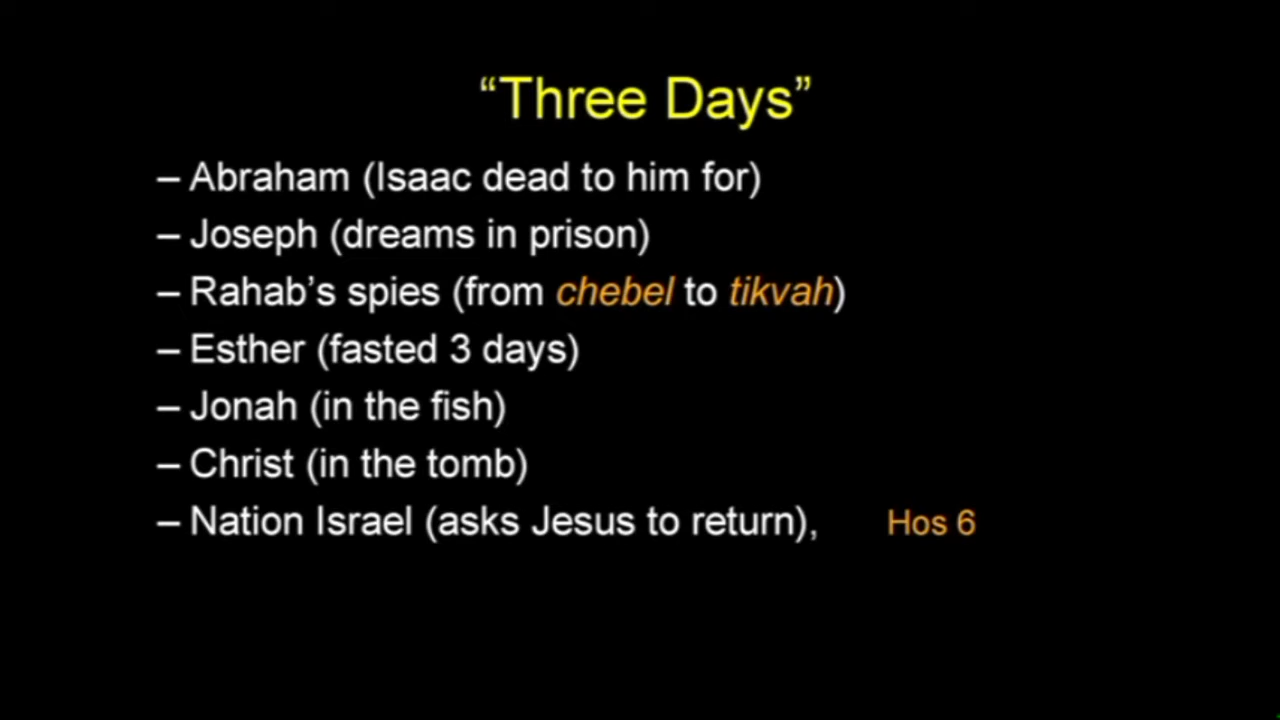 “Three Days”
– Abraham (Isaac dead to him for)
– Joseph (dreams in prison)
– Rahab’s spies (from chebel to tikvah)
– Esther (fasted 3 days)
– Jonah (in the fish)
– Christ (in the tomb)
– Nation Israel (asks Jesus to return), Hos 6